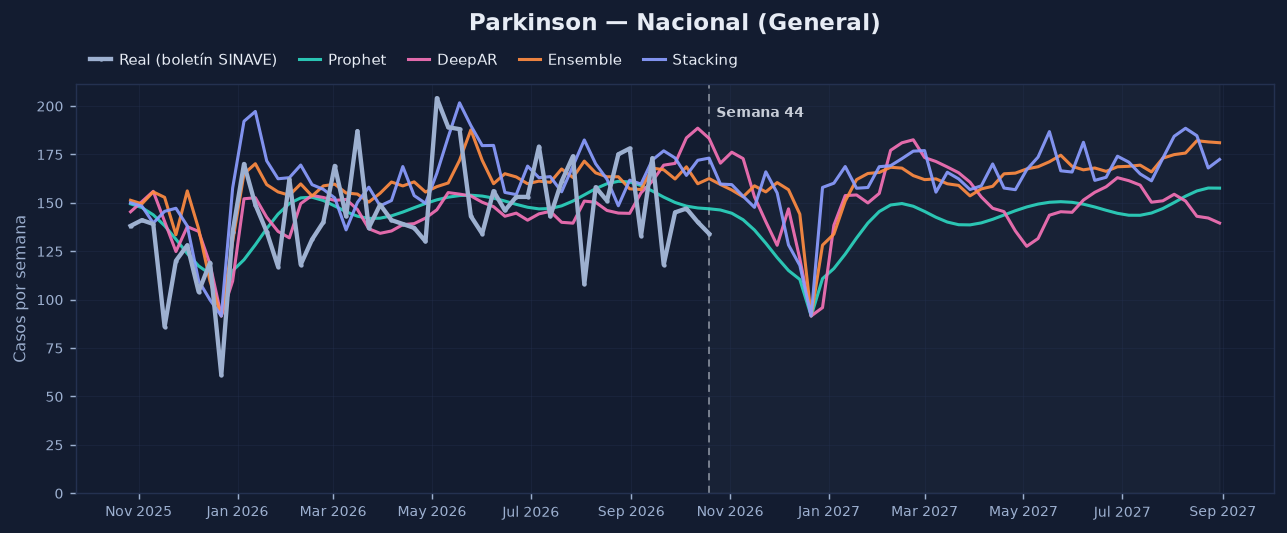 Parkinson — Nacional (General)
Real (boletín SINAVE) Prophet DeepAR Ensemble Stacking
Semana 44
Casos por semana
200
175
150
125
100
75
50
25
0
Nov 2025 Jan 2026 Mar 2026 May 2026 Jul 2026 Sep 2026 Nov 2026 Jan 2027 Mar 2027 May 2027 Jul 2027 Sep 2027